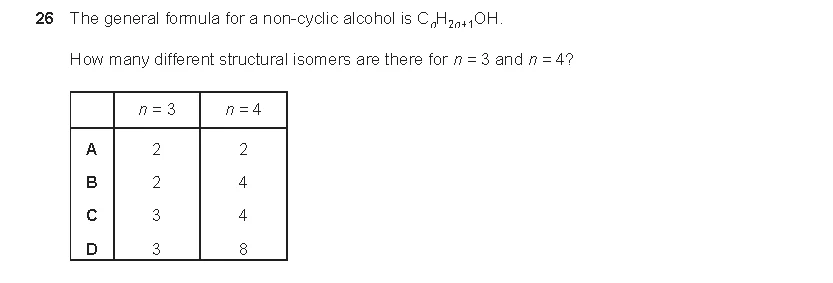 26 The general formula for a non-cyclic alcohol is CₙH₂ₙ₊₁OH.
How many different structural isomers are there for n = 3 and n = 4?
n = 3 n = 4
A 2 2
B 2 4
C 3 4
D 3 8